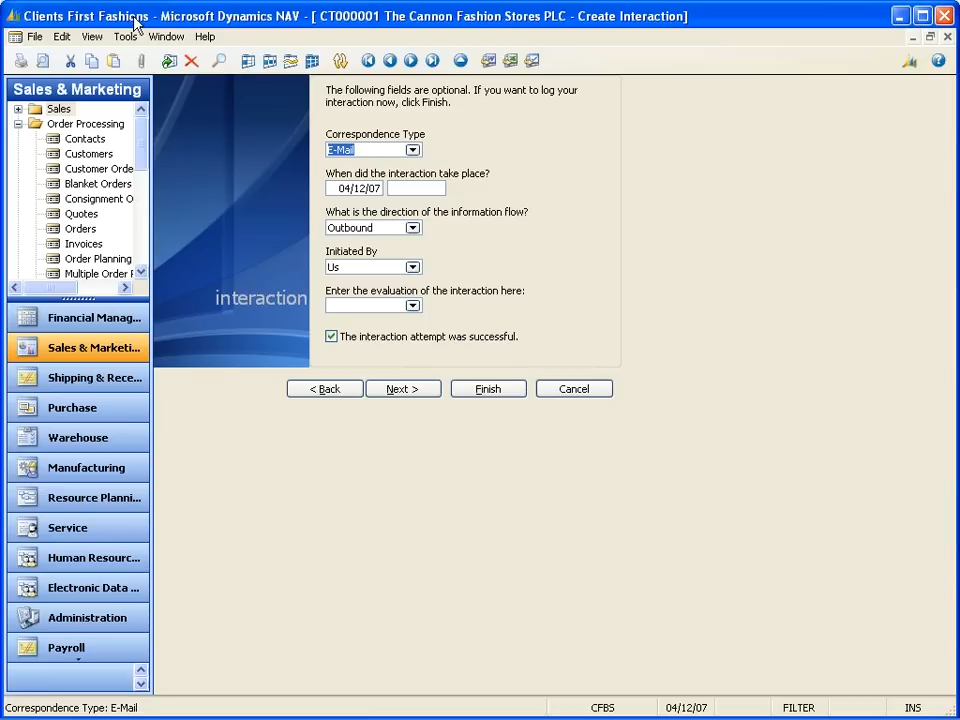 Clients First Fashions - Microsoft Dynamics NAV - [ CT000001 The Cannon Fashion Stores PLC - Create Interaction]
File Edit View Tools Window Help
Sales & Marketing
Sales
Order Processing
Contacts
Customers
Customer Orde
Blanket Orders
Consignment O
Quotes
Orders
Invoices
Order Planning
Multiple Order F
Financial Manag...
Sales & Marketi...
Shipping & Rece...
Purchase
Warehouse
Manufacturing
Resource Planni...
Service
Human Resourc...
Electronic Data ...
Administration
Payroll
interaction
The following fields are optional. If you want to log your
interaction now, click Finish.
Correspondence Type
E-Mail
When did the interaction take place?
04/12/07
What is the direction of the information flow?
Outbound
Initiated By
Us
Enter the evaluation of the interaction here:
The interaction attempt was successful.
< Back Next > Finish Cancel
Correspondence Type: E-Mail CFBS 04/12/07 FILTER INS